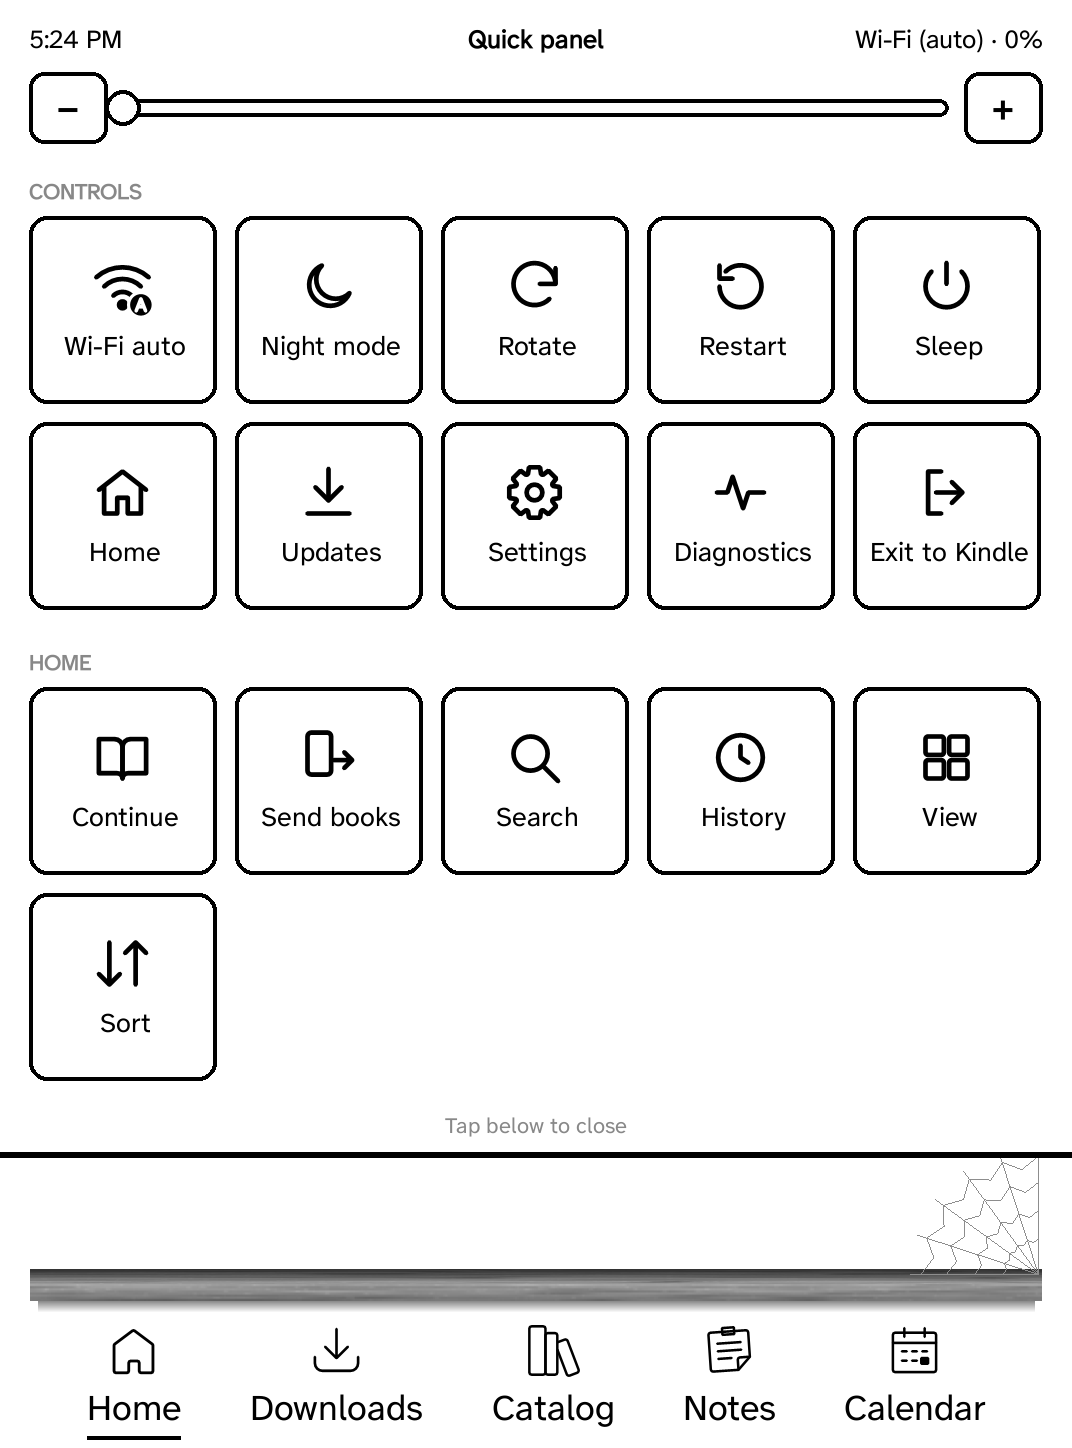 5:24 PM Quick panel Wi-Fi (auto) · 0%
− +
CONTROLS
A
Wi-Fi auto Night mode Rotate Restart Sleep
Home Updates Settings Diagnostics Exit to Kindle
HOME
Continue Send books Search History View
Sort
Tap below to close
Home Downloads Catalog Notes Calendar